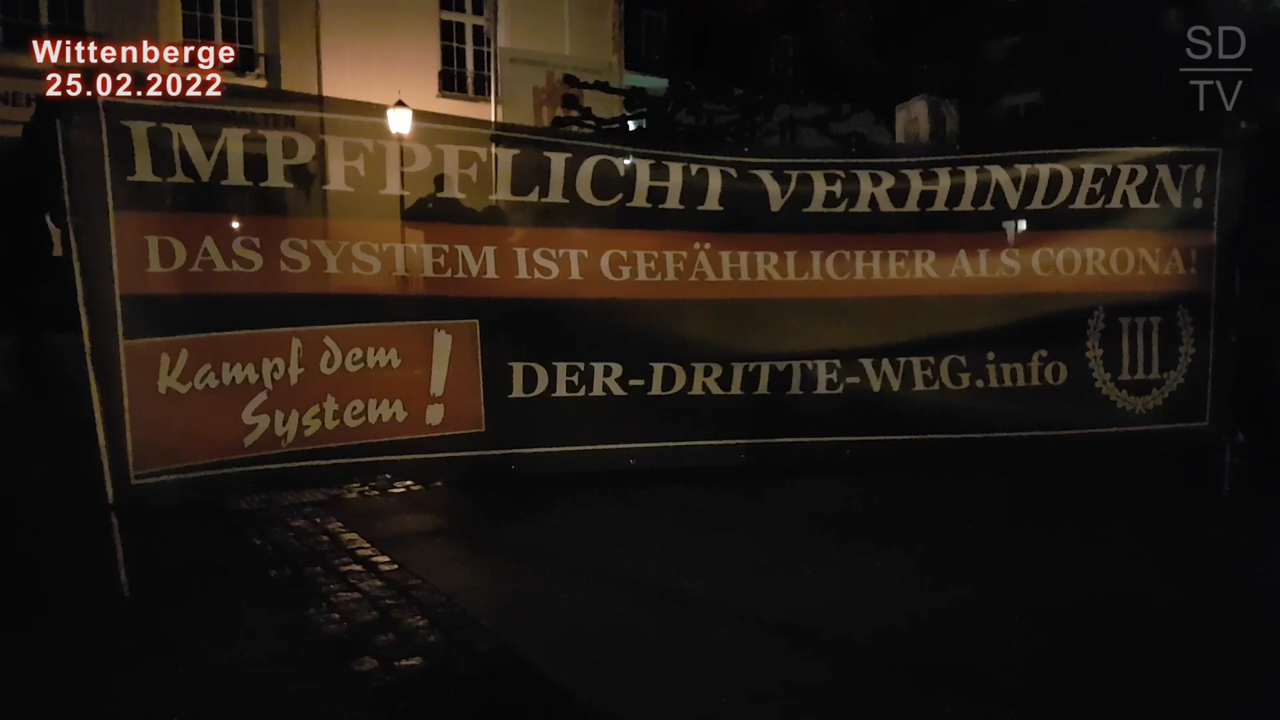 Wittenberge
25.02.2022
SD
TV
IMPFPFLICHT VERHINDERN!
DAS SYSTEM IST GEFÄHRLICHER ALS CORONA!
Kampf dem
System!
DER-DRITTE-WEG.info
III